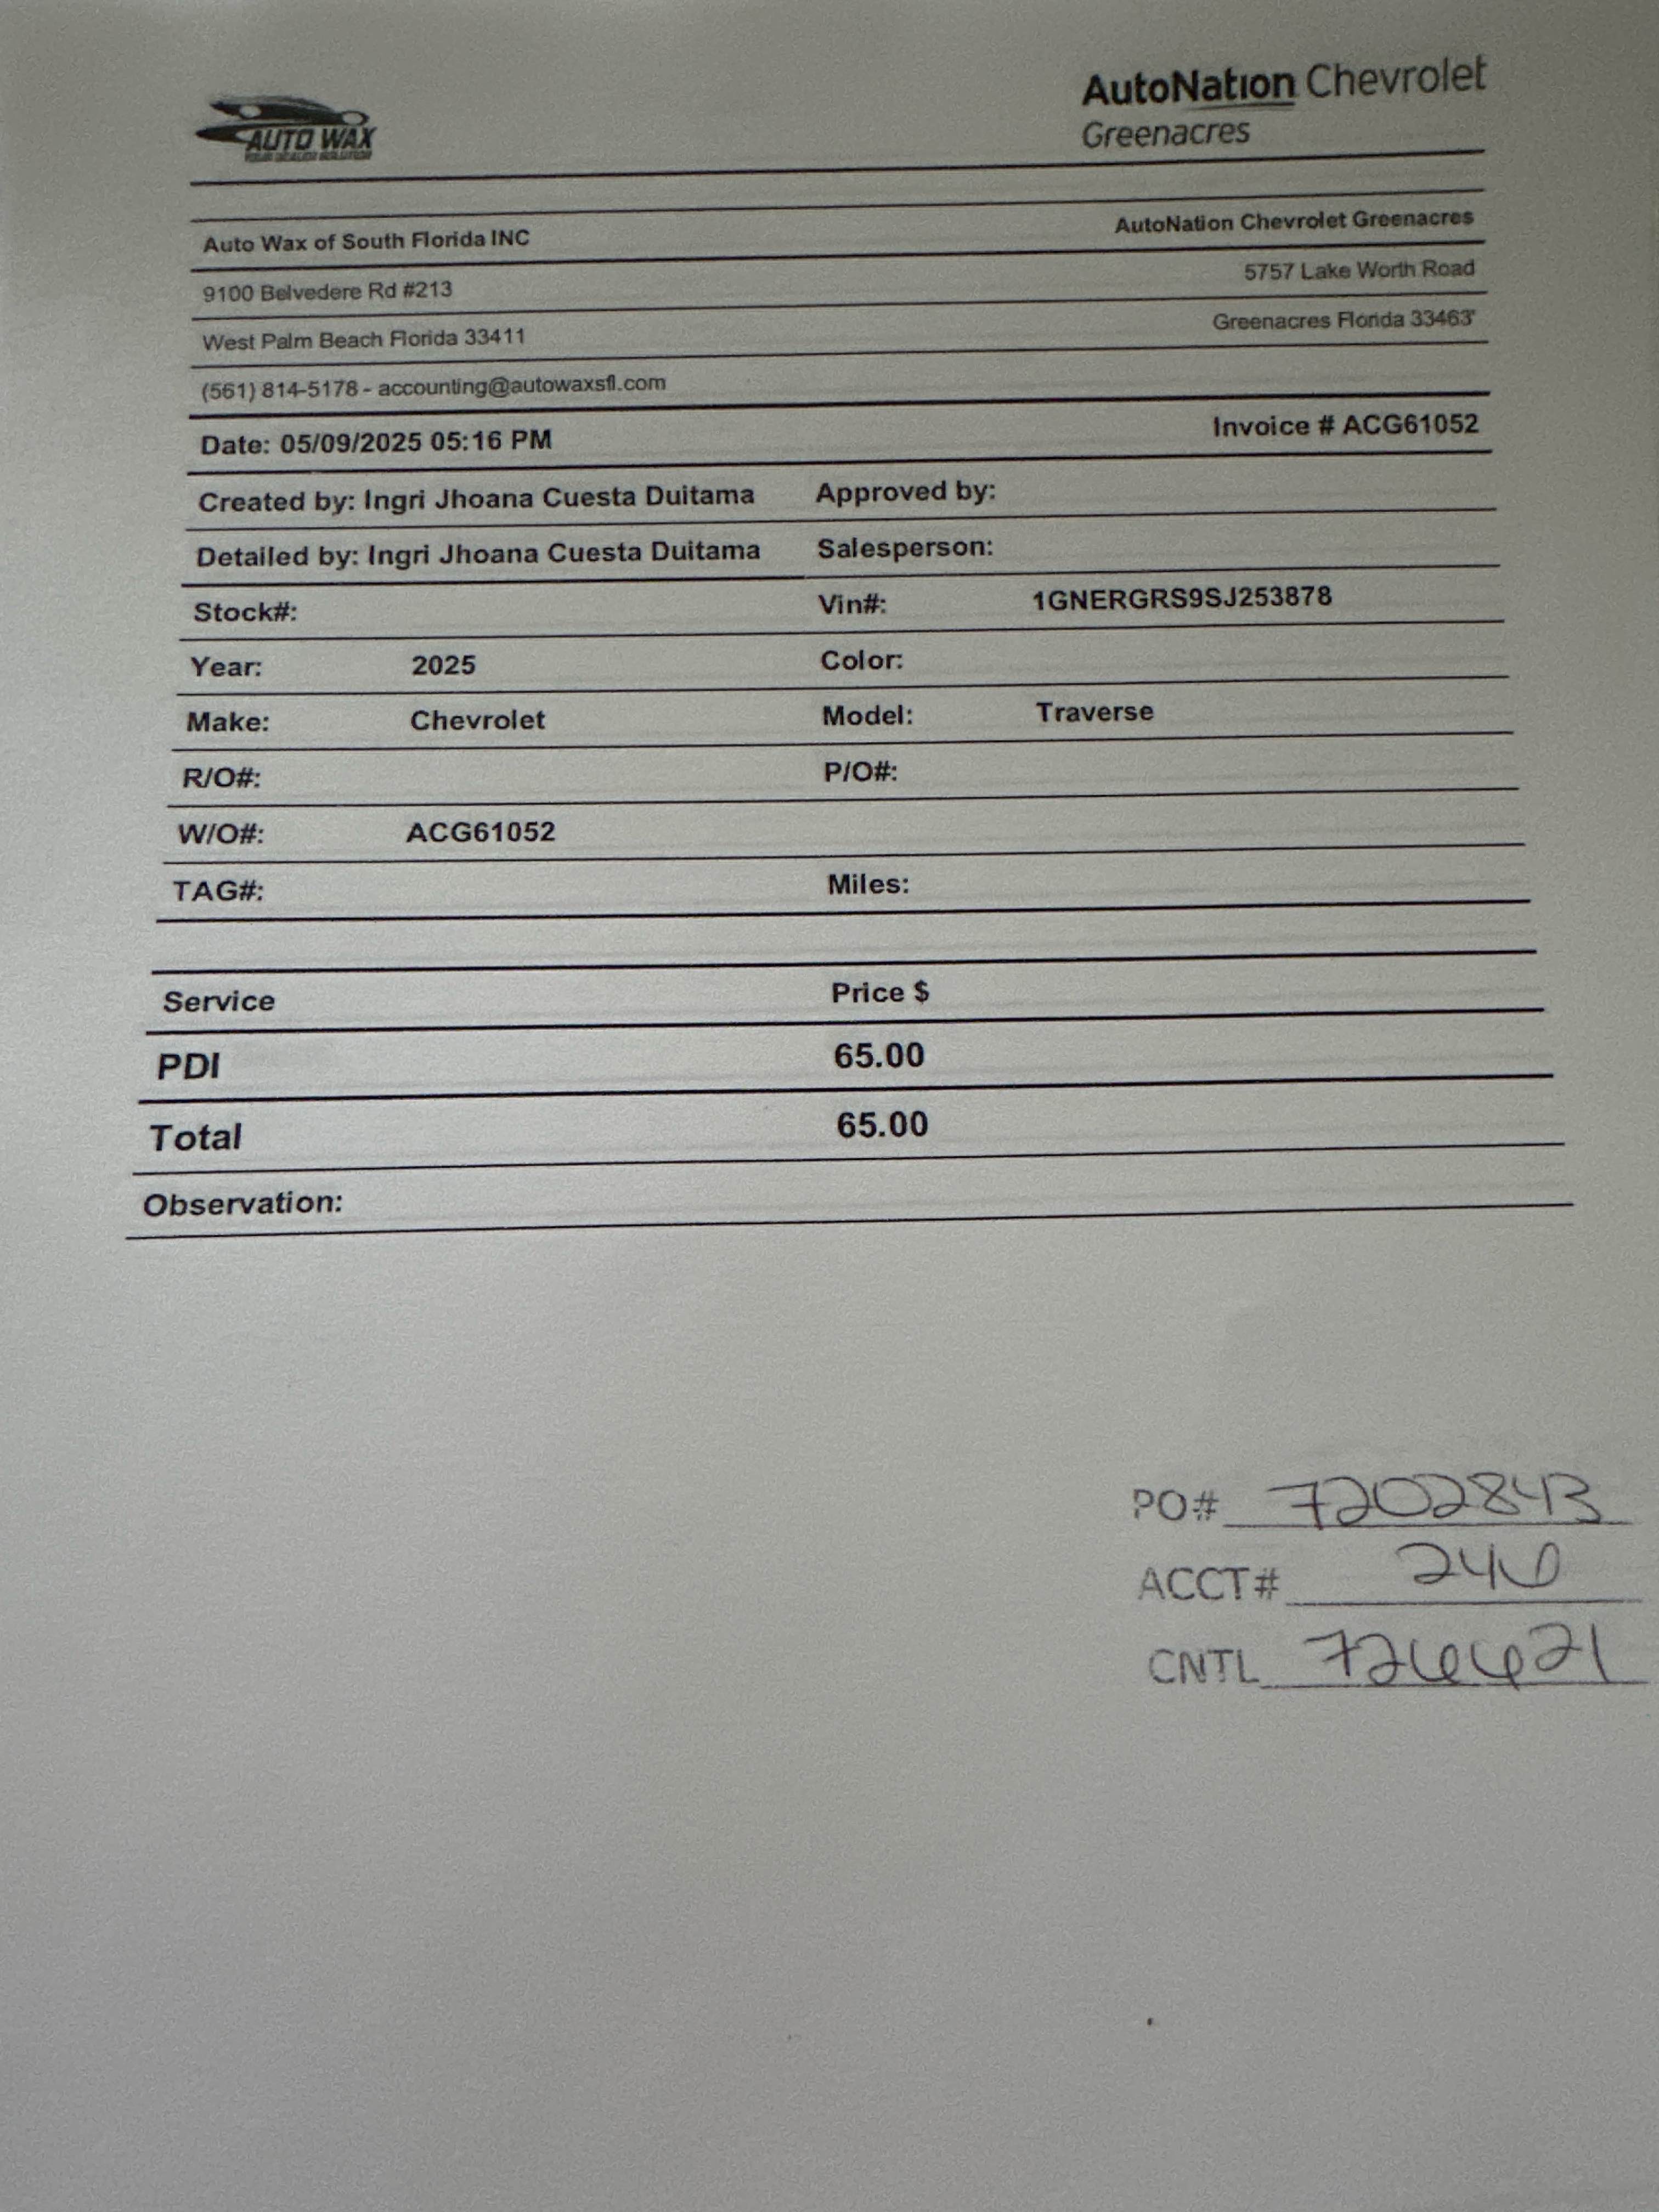 AUTO WAX
AutoNation Chevrolet
Greenacres
Auto Wax of South Florida INC AutoNation Chevrolet Greenacres
9100 Belvedere Rd #213 5757 Lake Worth Road
West Palm Beach Florida 33411 Greenacres Florida 33463
(561) 814-5178 - accounting@autowaxsfl.com
Date: 05/09/2025 05:16 PM Invoice # ACG61052
Created by: Ingri Jhoana Cuesta Duitama Approved by:
Detailed by: Ingri Jhoana Cuesta Duitama Salesperson:
Stock#: Vin#: 1GNERGRS9SJ253878
Year: 2025 Color:
Make: Chevrolet Model: Traverse
R/O#: P/O#:
W/O#: ACG61052
TAG#: Miles:
Service Price $
PDI 65.00
Total 65.00
Observation:
PO# 7202843
ACCT# 240
CNTL 726621